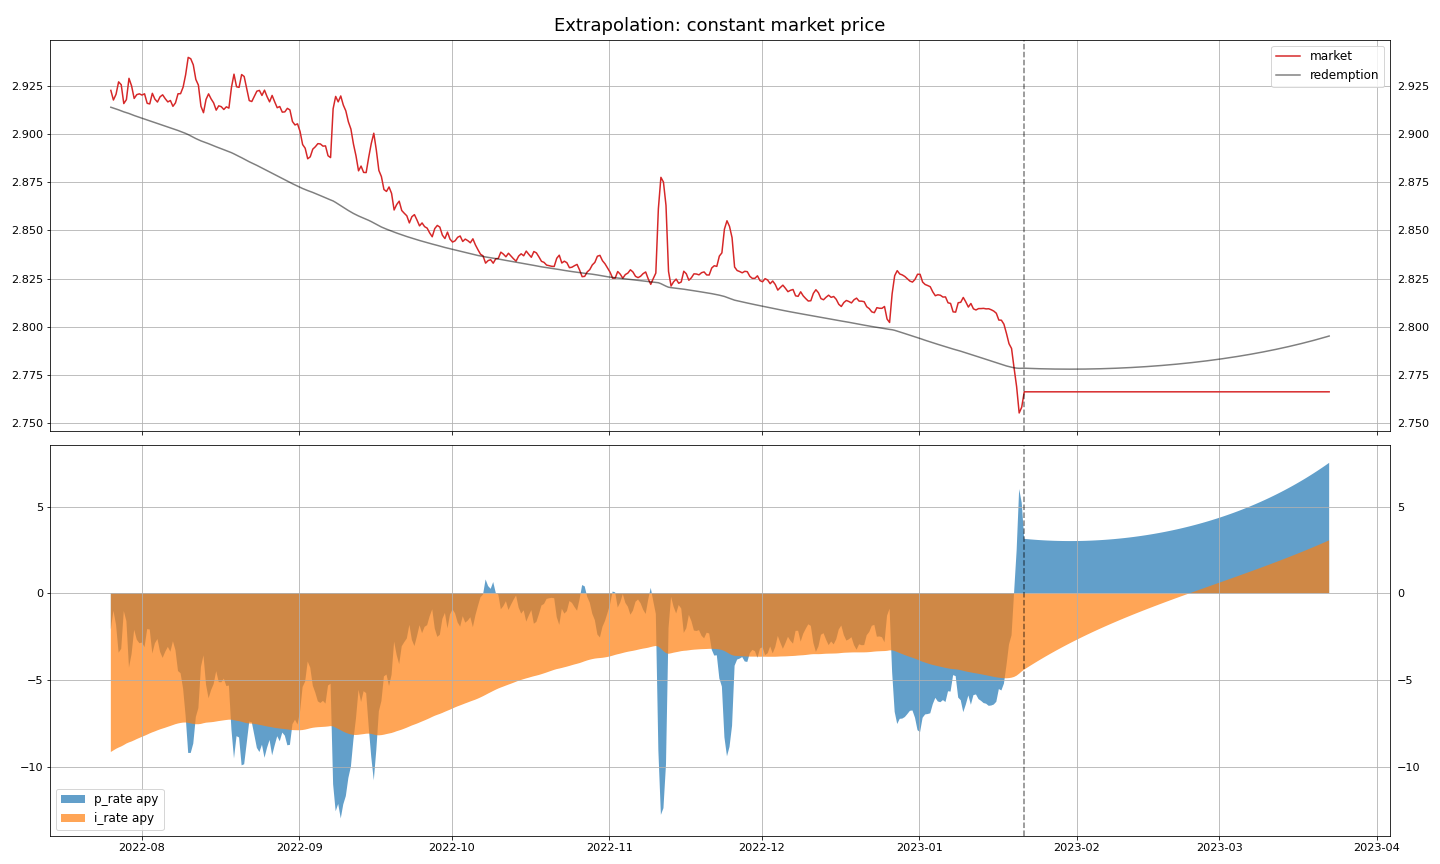 Extrapolation: constant market price
market
redemption
2.925 2.925
2.900 2.900
2.875 2.875
2.850 2.850
2.825 2.825
2.800 2.800
2.775 2.775
2.750 2.750
5 5
0 0
−5 −5
−10 −10
p_rate apy
i_rate apy
2022-08 2022-09 2022-10 2022-11 2022-12 2023-01 2023-02 2023-03 2023-04